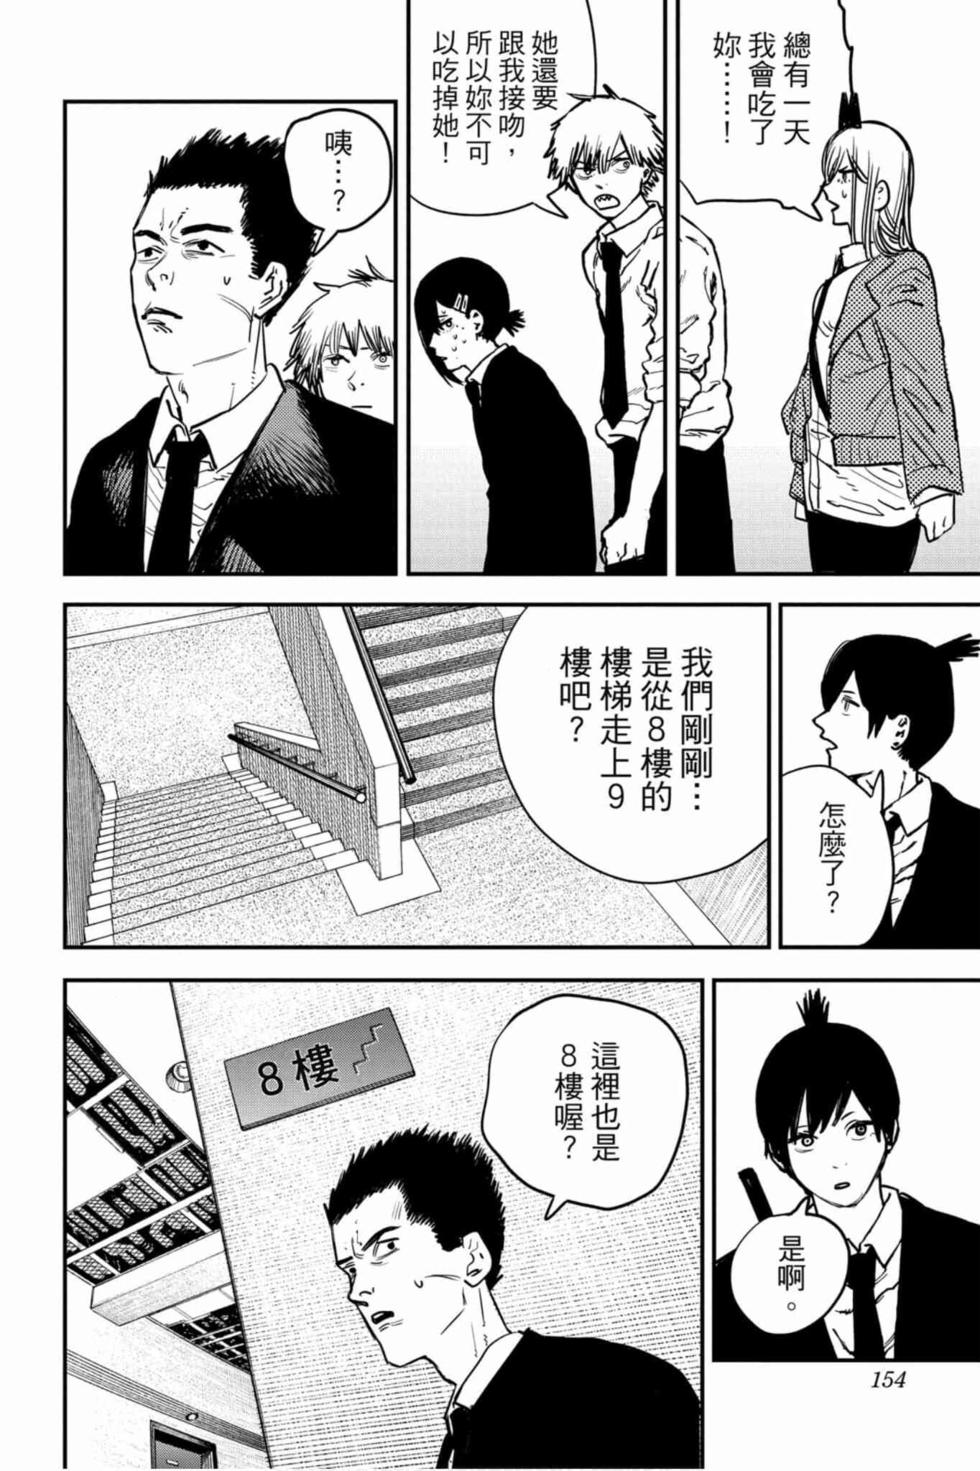 總有一天
我會吃了
妳……！
她還要
跟我接吻，
所以妳不可
以吃掉她！
咦…？
怎麼了？
我們剛剛…
是從8樓的
樓梯走上9
樓吧？
是啊。
這裡也是
8樓喔？
8樓
154